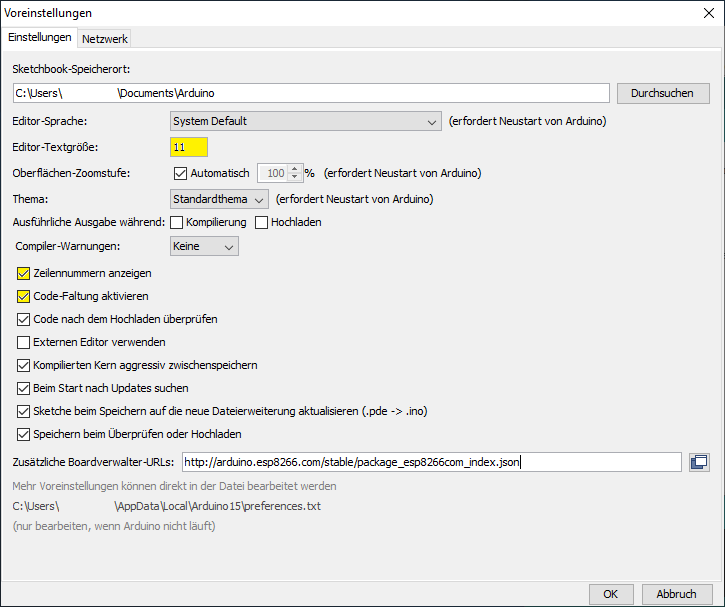 Voreinstellungen
Einstellungen Netzwerk
Sketchbook-Speicherort:
C:\Users\ \Documents\Arduino Durchsuchen
Editor-Sprache: System Default (erfordert Neustart von Arduino)
Editor-Textgröße: 11
Oberflächen-Zoomstufe: Automatisch 100 % (erfordert Neustart von Arduino)
Thema: Standardthema (erfordert Neustart von Arduino)
Ausführliche Ausgabe während: Kompilierung Hochladen
Compiler-Warnungen: Keine
Zeilennummern anzeigen
Code-Faltung aktivieren
Code nach dem Hochladen überprüfen
Externen Editor verwenden
Kompilierten Kern aggressiv zwischenspeichern
Beim Start nach Updates suchen
Sketche beim Speichern auf die neue Dateierweiterung aktualisieren (.pde -> .ino)
Speichern beim Überprüfen oder Hochladen
Zusätzliche Boardverwalter-URLs: http://arduino.esp8266.com/stable/package_esp8266com_index.json
Mehr Voreinstellungen können direkt in der Datei bearbeitet werden
C:\Users\ \AppData\Local\Arduino15\preferences.txt
(nur bearbeiten, wenn Arduino nicht läuft)
OK Abbruch